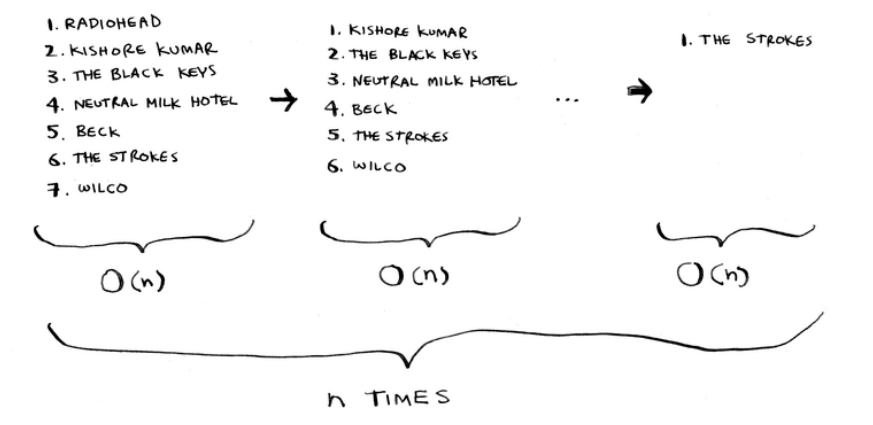 1. RADIOHEAD
2. KISHORE KUMAR
3. THE BLACK KEYS
4. NEUTRAL MILK HOTEL
5. BECK
6. THE STROKES
7. WILCO
1. KISHORE KUMAR
2. THE BLACK KEYS
3. NEUTRAL MILK HOTEL
4. BECK
5. THE STROKES
6. WILCO
...
1. THE STROKES
O(n)
O(n)
O(n)
n TIMES